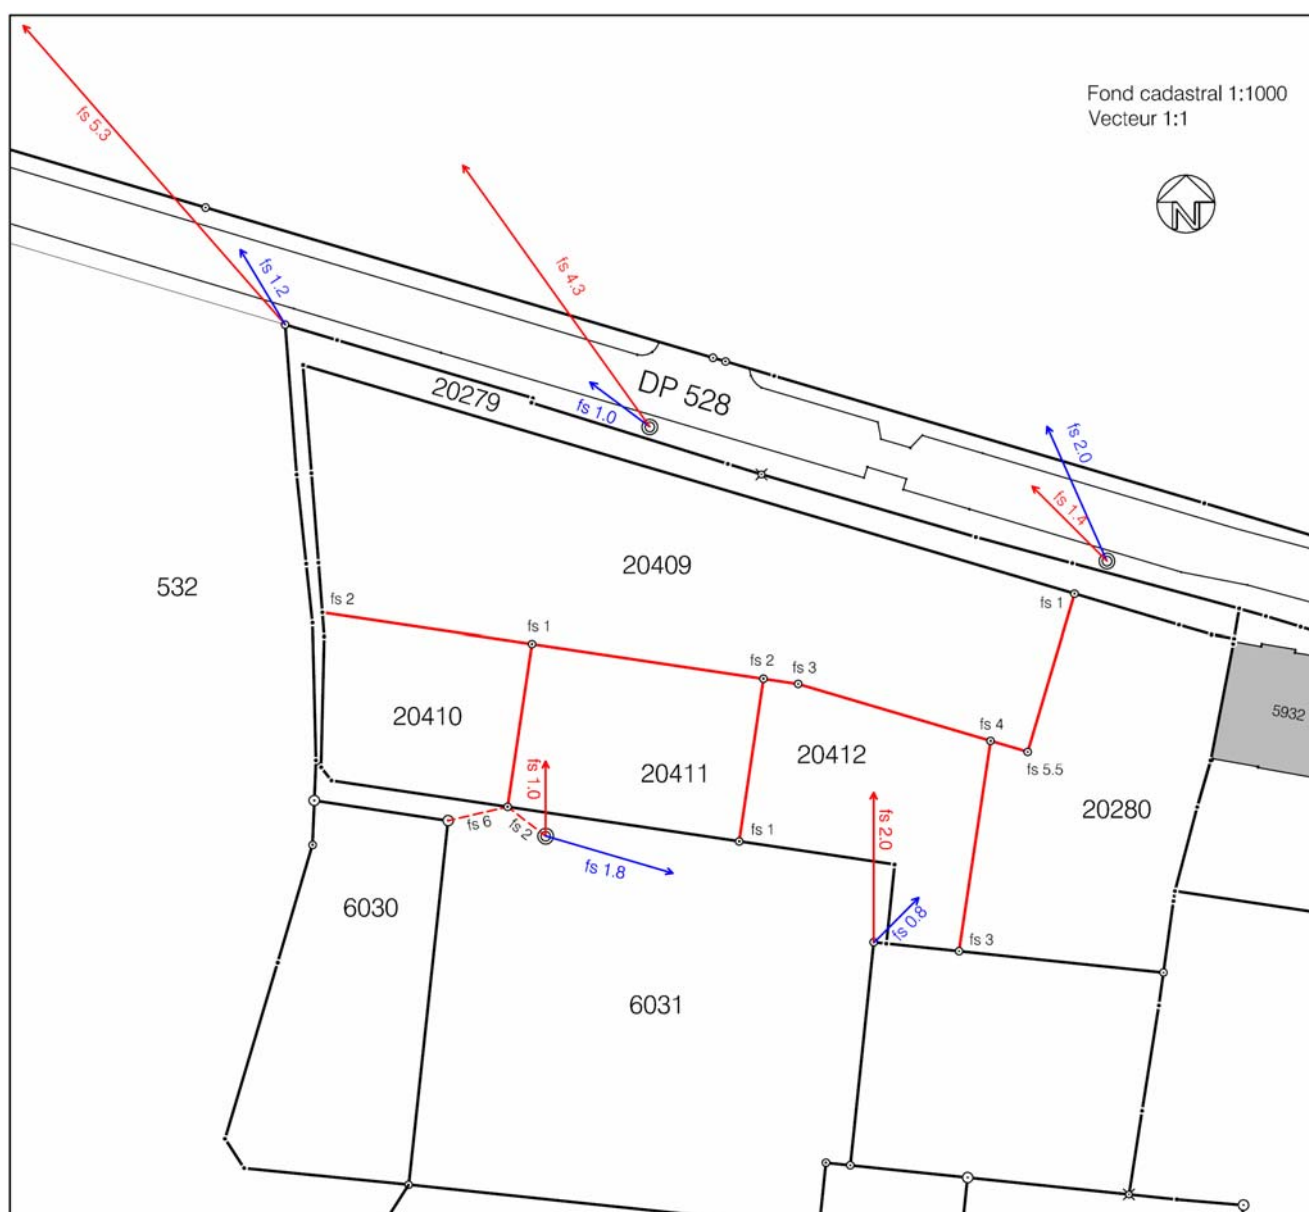 Fond cadastral 1:1000
Vecteur 1:1
N
fs 5.3
fs 1.2
fs 4.3
fs 1.0
DP 528
20279
fs 2.0
fs 1.4
20409
532
fs 2
fs 1
fs 1
fs 2
fs 3
fs 4
fs 5.5
5932
20410
20411
20412
20280
fs 1.0
fs 6
fs 2
fs 1
fs 1.8
fs 2.0
fs 0.8
fs 3
6030
6031